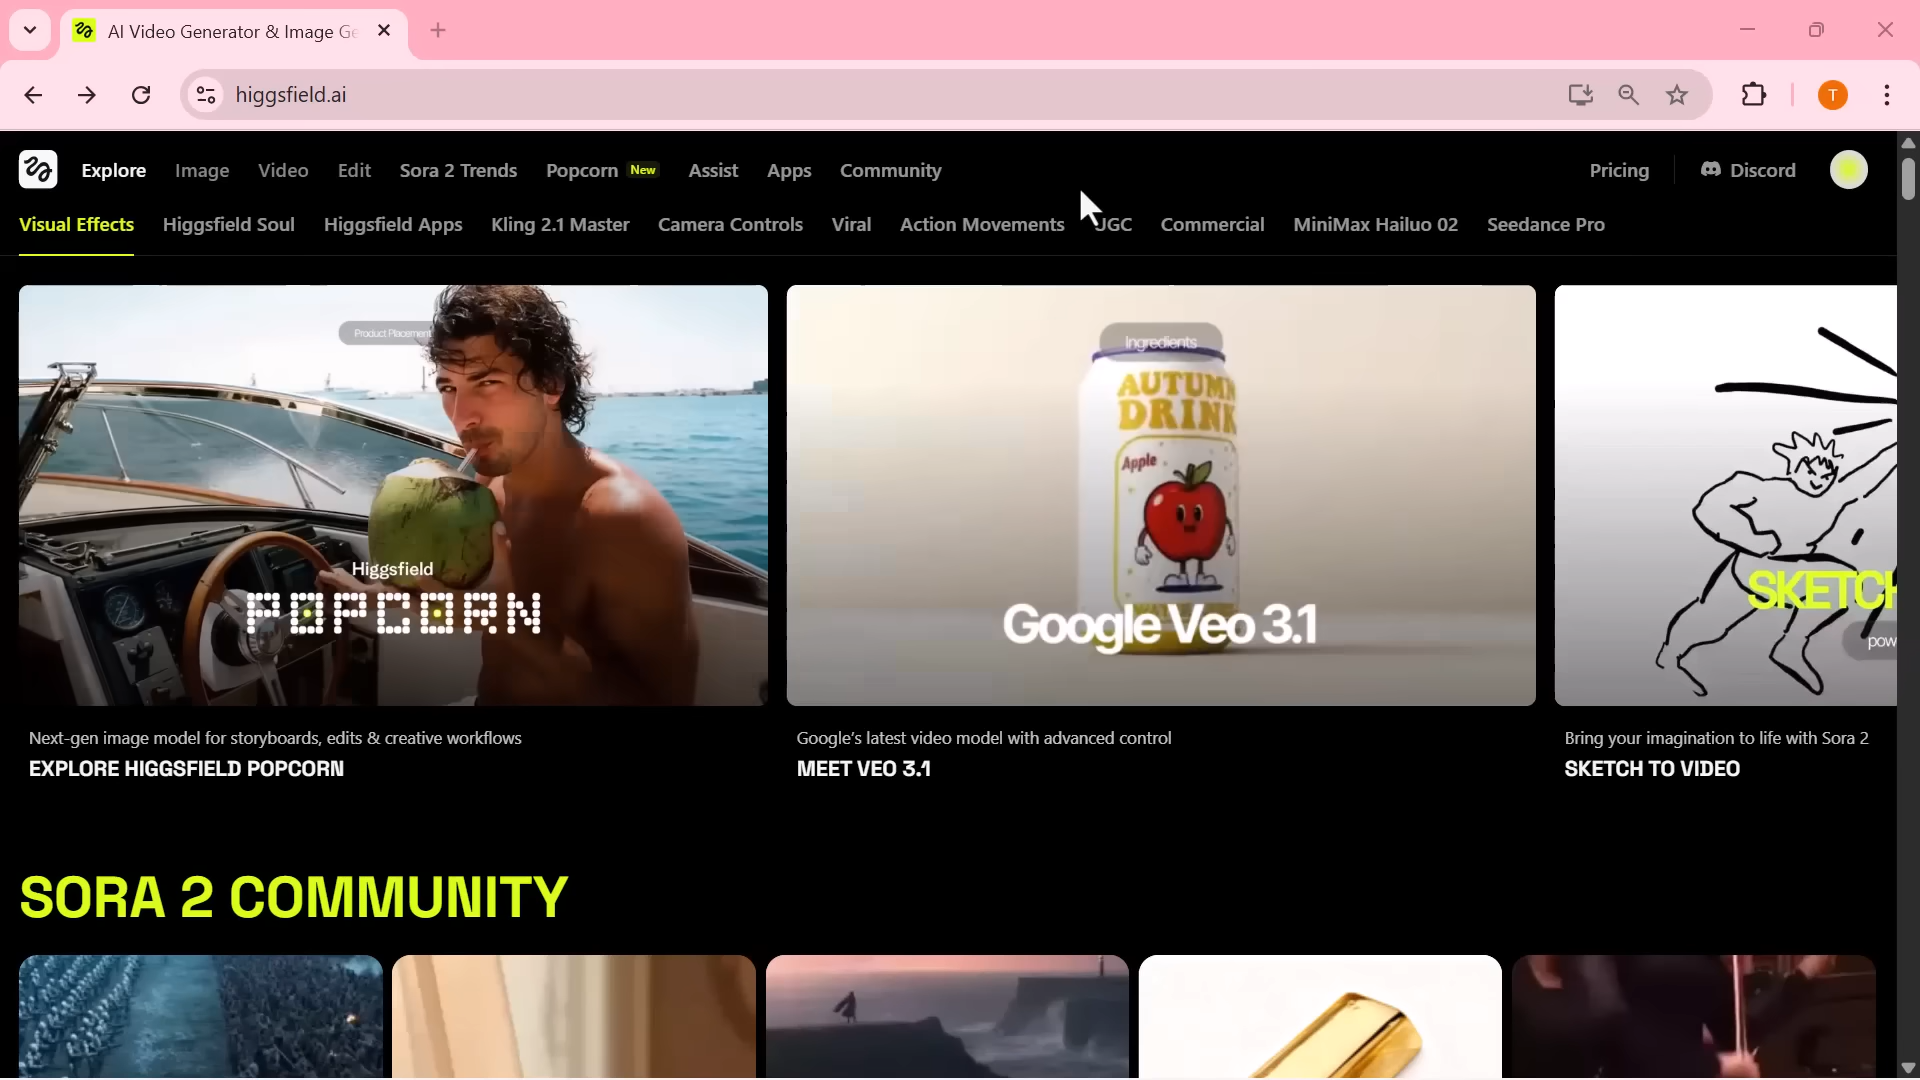 AI Video Generator & Image Ge
higgsfield.ai
T
Explore Image Video Edit Sora 2 Trends Popcorn New Assist Apps Community Pricing Discord
Visual Effects Higgsfield Soul Higgsfield Apps Kling 2.1 Master Camera Controls Viral Action Movements UGC Commercial MiniMax Hailuo 02 Seedance Pro
Product Placement
Higgsfield
POPCORN
Ingredients
AUTUMN
DRINK
Apple
Google Veo 3.1
SKETCH
pow
Next-gen image model for storyboards, edits & creative workflows
EXPLORE HIGGSFIELD POPCORN
Google's latest video model with advanced control
MEET VEO 3.1
Bring your imagination to life with Sora 2
SKETCH TO VIDEO
SORA 2 COMMUNITY